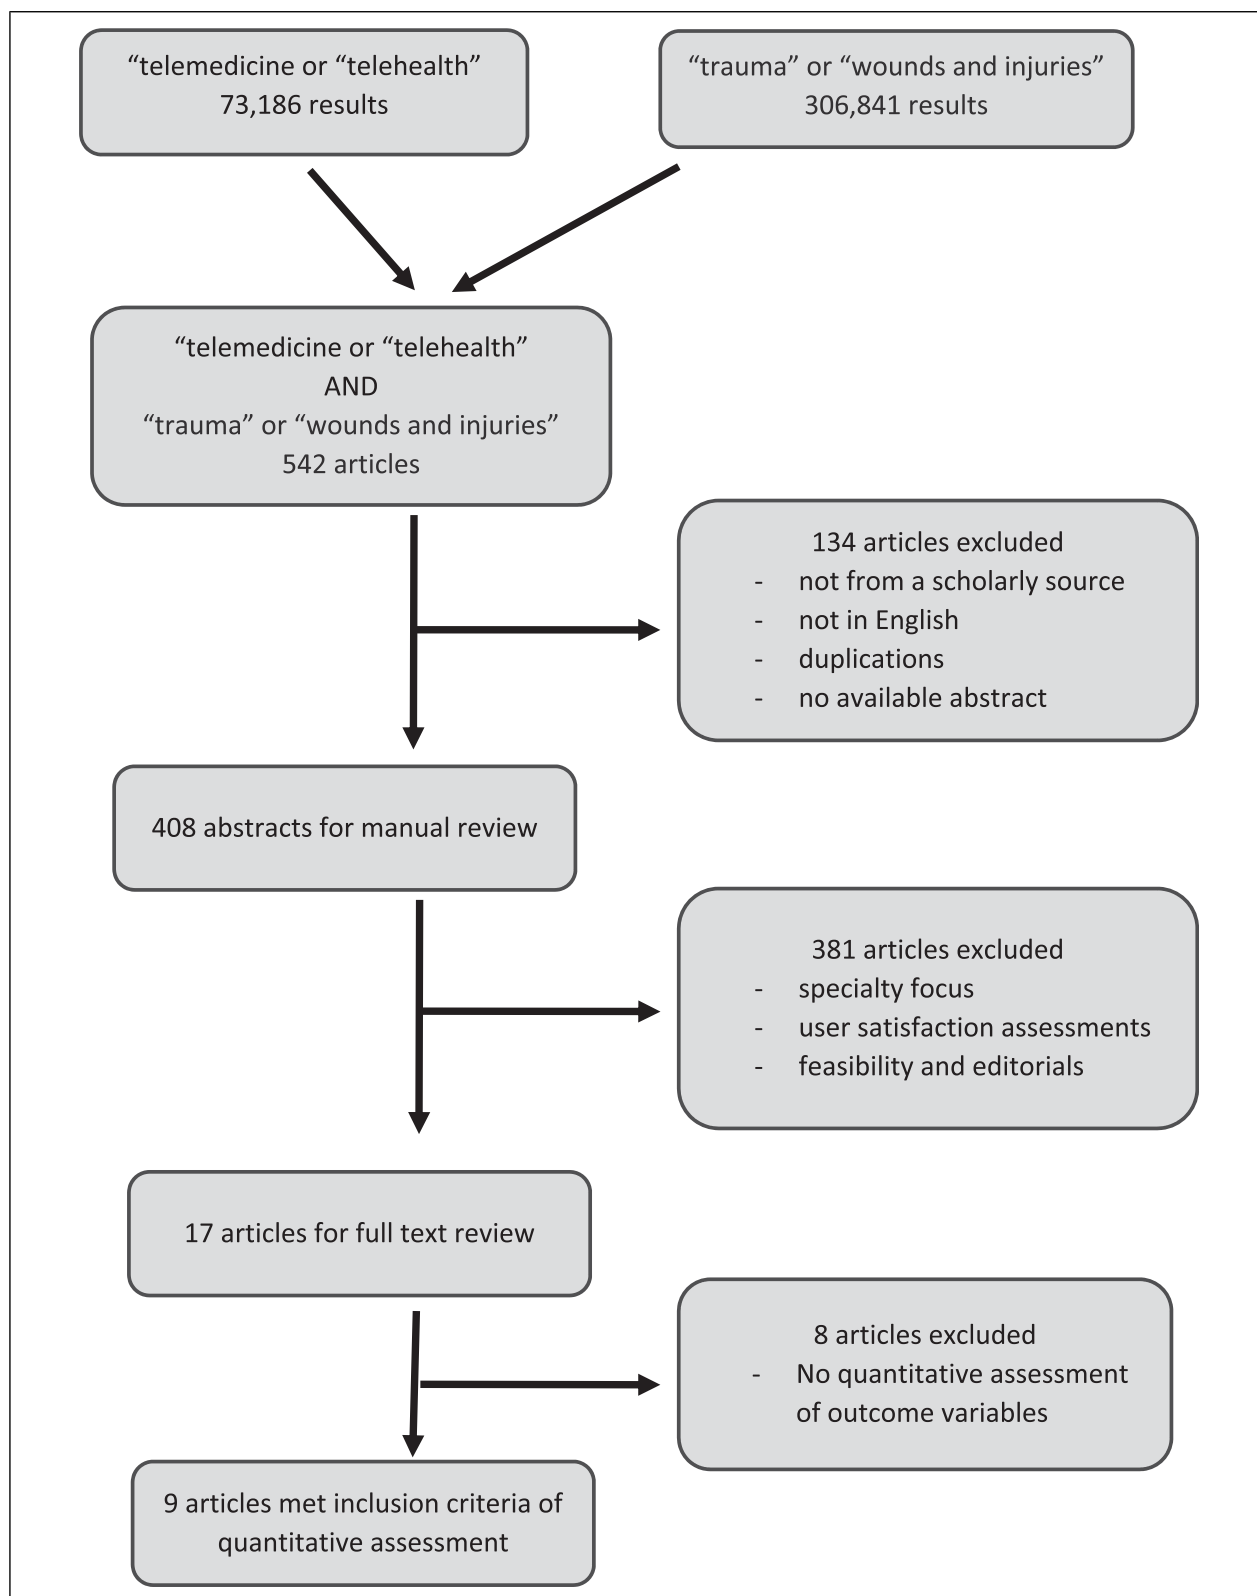 “telemedicine or “telehealth”
73,186 results
“trauma” or “wounds and injuries”
306,841 results
“telemedicine or “telehealth”
AND
“trauma” or “wounds and injuries”
542 articles
134 articles excluded
- not from a scholarly source
- not in English
- duplications
- no available abstract
408 abstracts for manual review
381 articles excluded
- specialty focus
- user satisfaction assessments
- feasibility and editorials
17 articles for full text review
8 articles excluded
- No quantitative assessment
of outcome variables
9 articles met inclusion criteria of
quantitative assessment